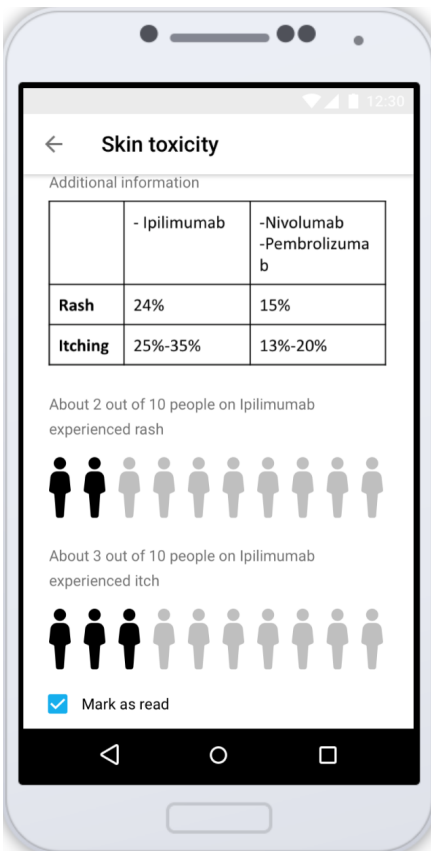 12:30
Skin toxicity
Additional information
- Ipilimumab
-Nivolumab
-Pembrolizuma
b
Rash 24% 15%
Itching 25%-35% 13%-20%
About 2 out of 10 people on Ipilimumab
experienced rash
About 3 out of 10 people on Ipilimumab
experienced itch
Mark as read